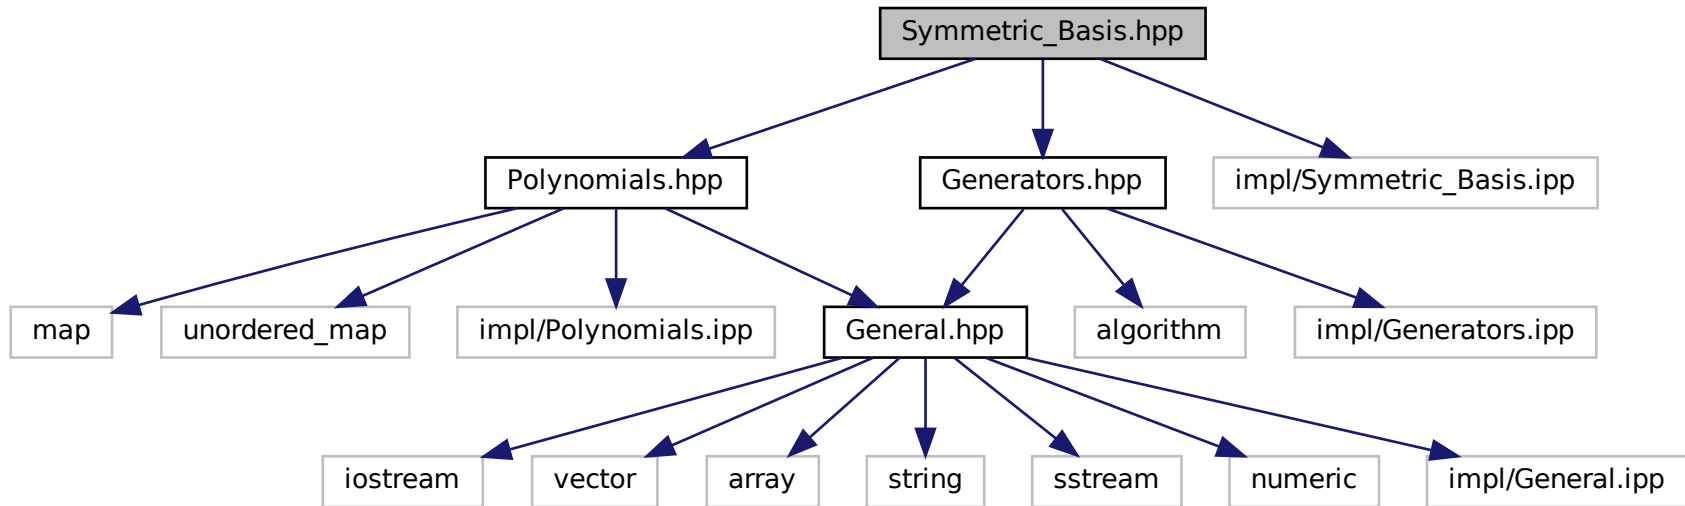 Symmetric_Basis.hpp
Polynomials.hpp
Generators.hpp
impl/Symmetric_Basis.ipp
map
unordered_map
impl/Polynomials.ipp
General.hpp
algorithm
impl/Generators.ipp
iostream
vector
array
string
sstream
numeric
impl/General.ipp